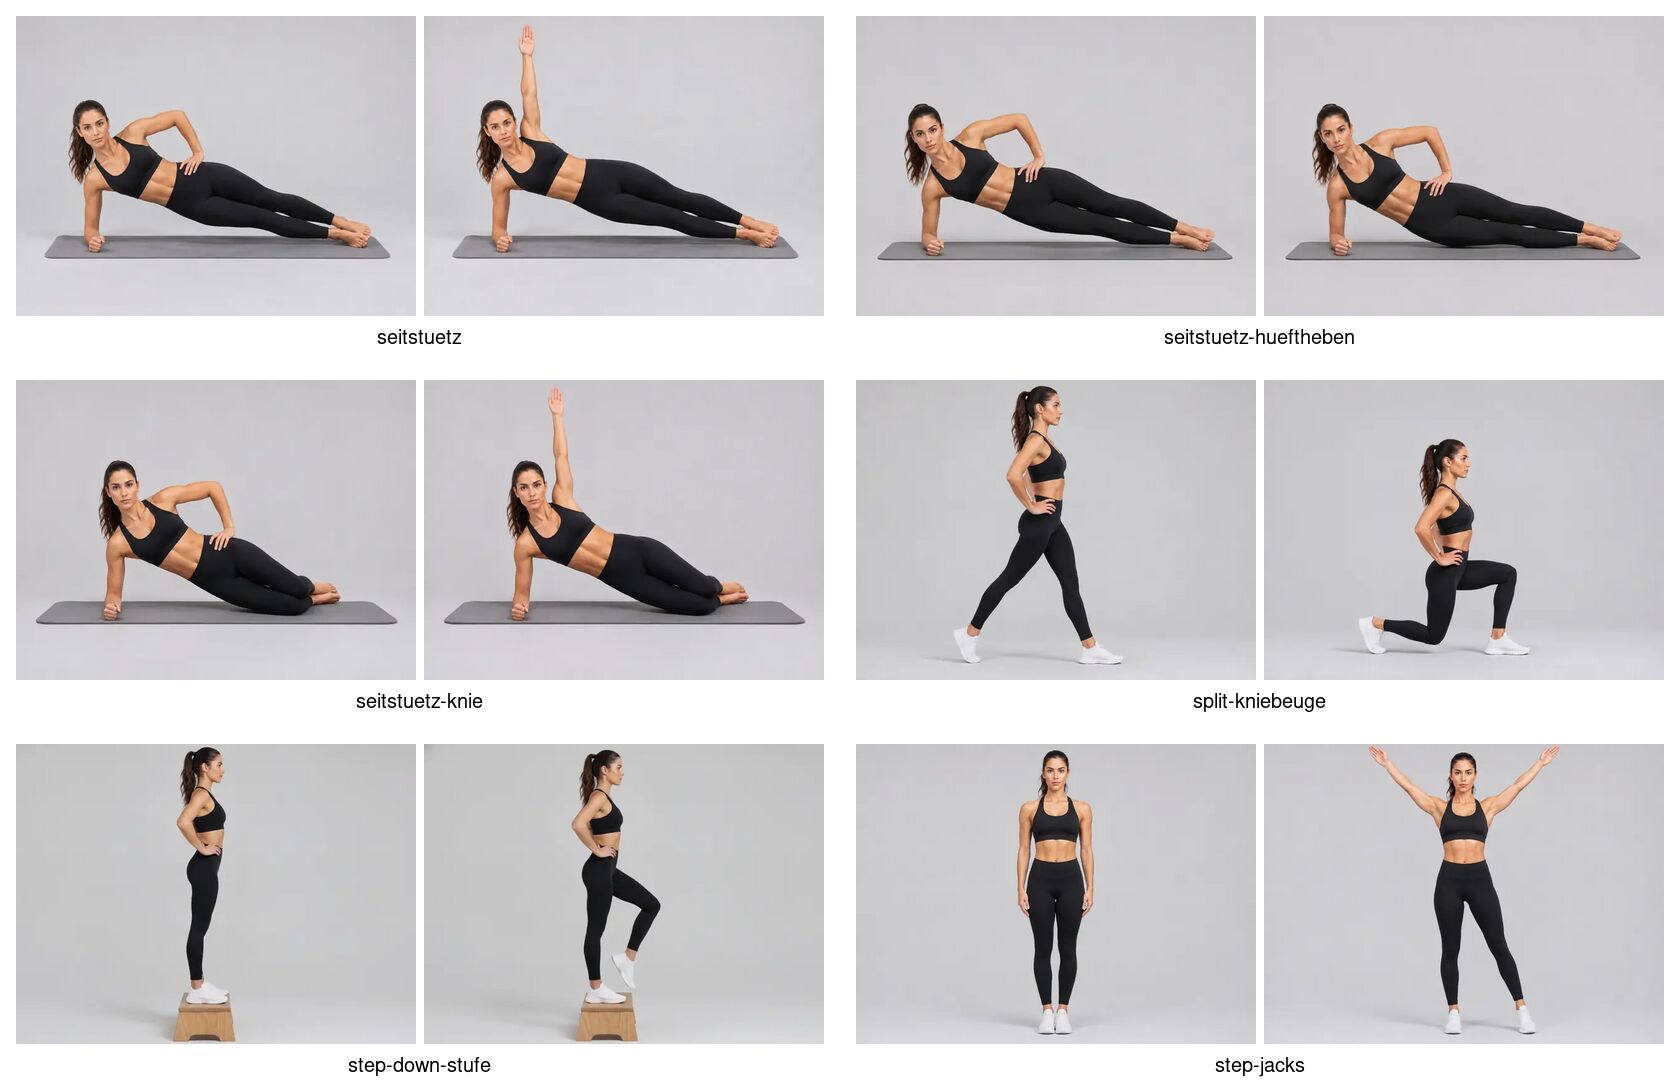 seitstuetz
seitstuetz-hueftheben
seitstuetz-knie
split-kniebeuge
step-down-stufe
step-jacks